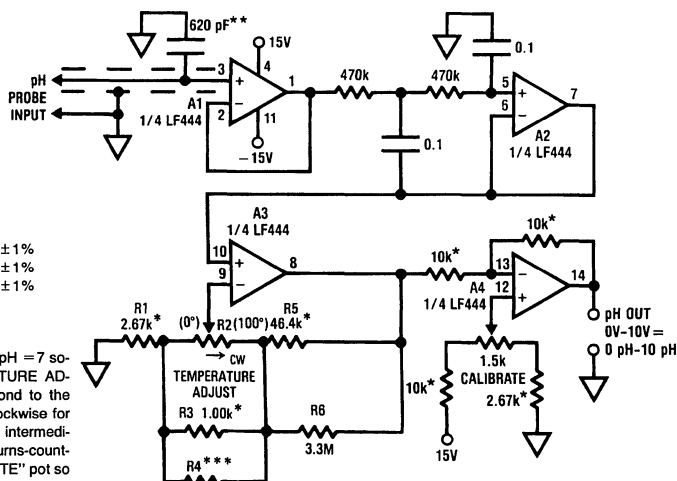 620 pF**
15V
0.1
pH
3
4
470k
470k
5
7
PROBE
+
1
+
INPUT
A1
−
6
−
2
11
A2
1/4 LF444
1/4 LF444
−15V
0.1
A3
1/4 LF444
10k*
±1%
10
+
8
10k*
A4
13
−
±1%
9
−
1/4 LF444
12
+
14
±1%
R1
(0°)
R2
(100°)
R5
pH OUT
2.67k*
46.4k*
0V-10V=
pH =7 so-
→ CW
1.5k
0 pH-10 pH
TURE AD-
TEMPERATURE
CALIBRATE
ond to the
ADJUST
10k*
2.67k*
ockwise for
R3 1.00k*
R6
intermedi-
3.3M
urns-count-
R4***
15V
TE" pot so